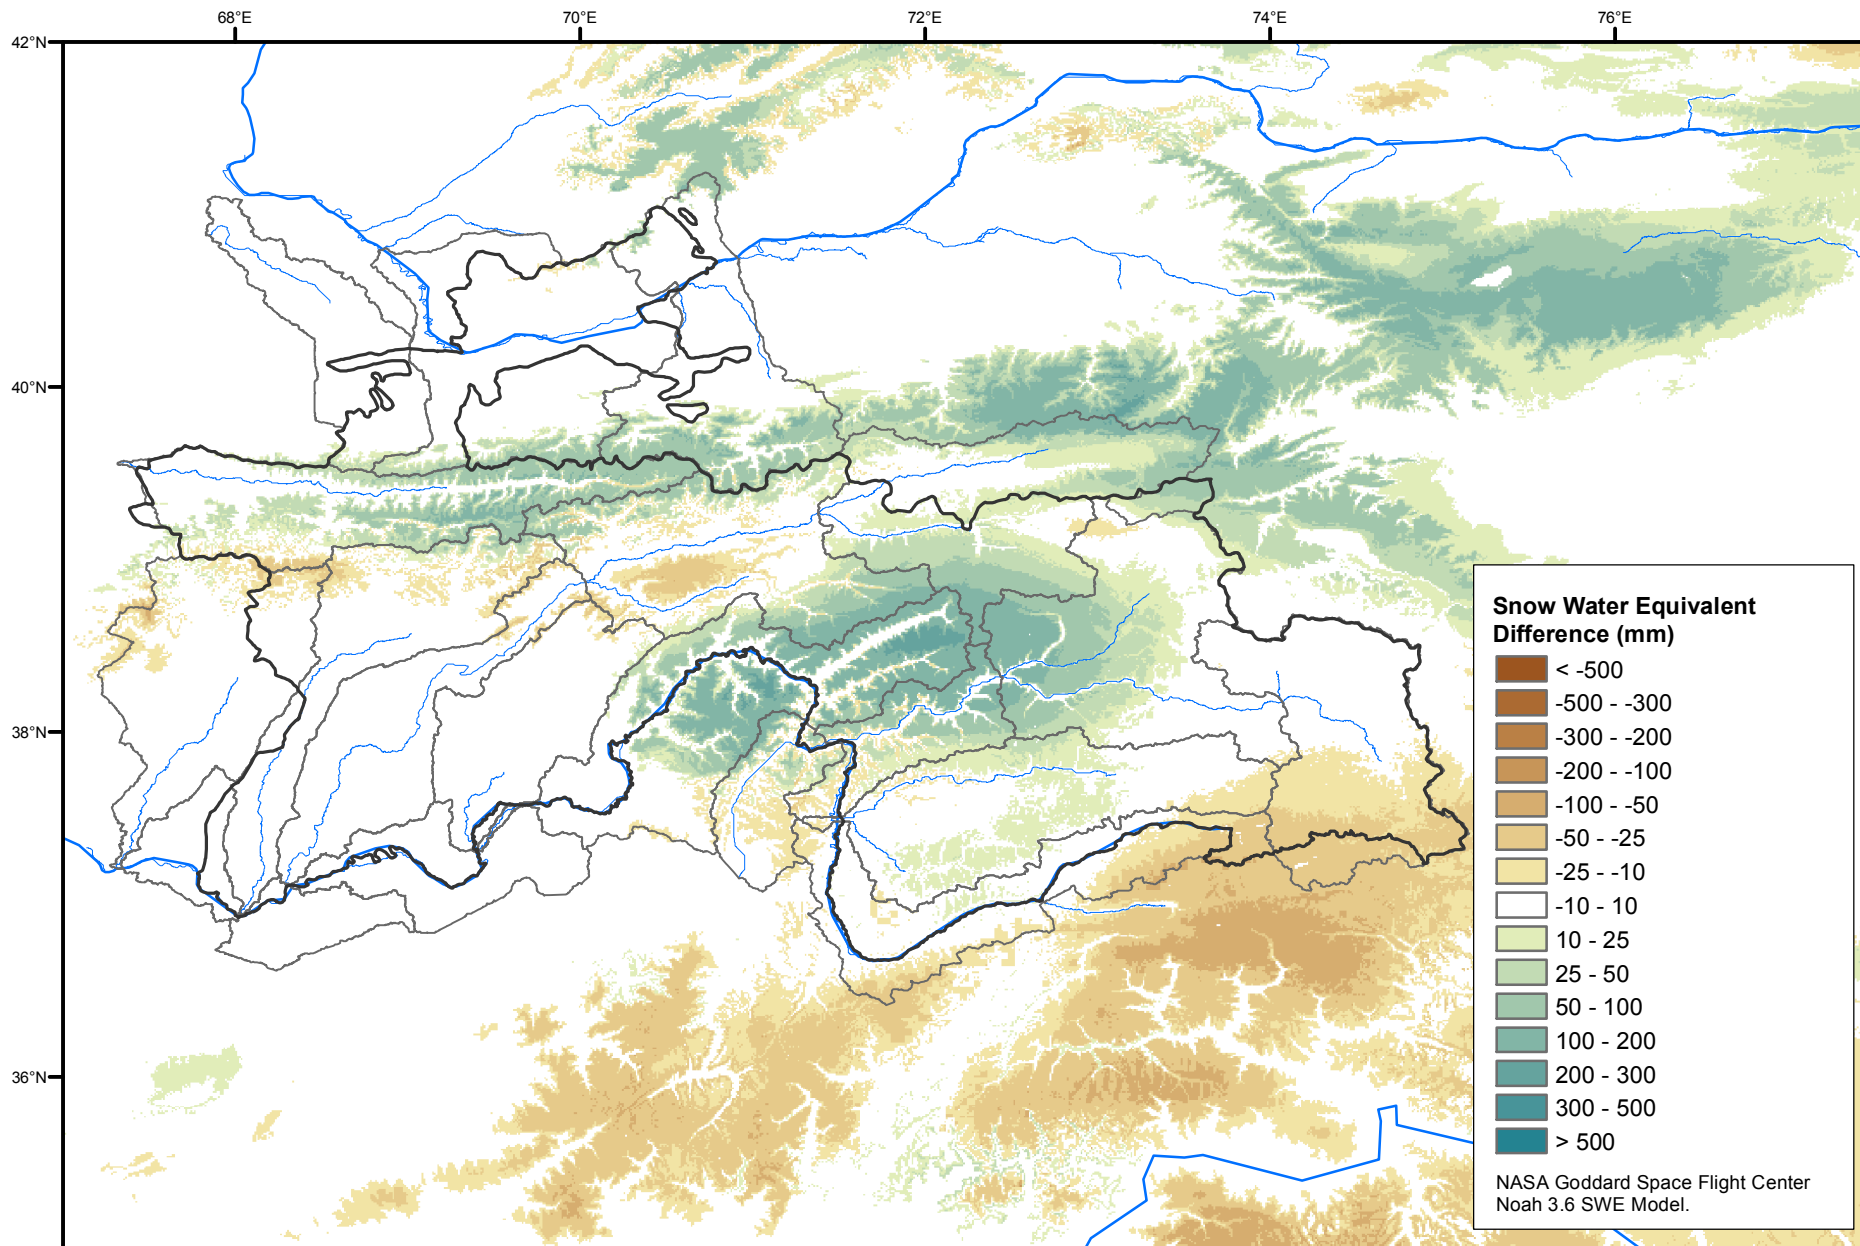 68°E
70°E
72°E
74°E
76°E
42°N
40°N
38°N
36°N
Snow Water Equivalent
Difference (mm)
< -500
-500 - -300
-300 - -200
-200 - -100
-100 - -50
-50 - -25
-25 - -10
-10 - 10
10 - 25
25 - 50
50 - 100
100 - 200
200 - 300
300 - 500
> 500
NASA Goddard Space Flight Center
Noah 3.6 SWE Model.